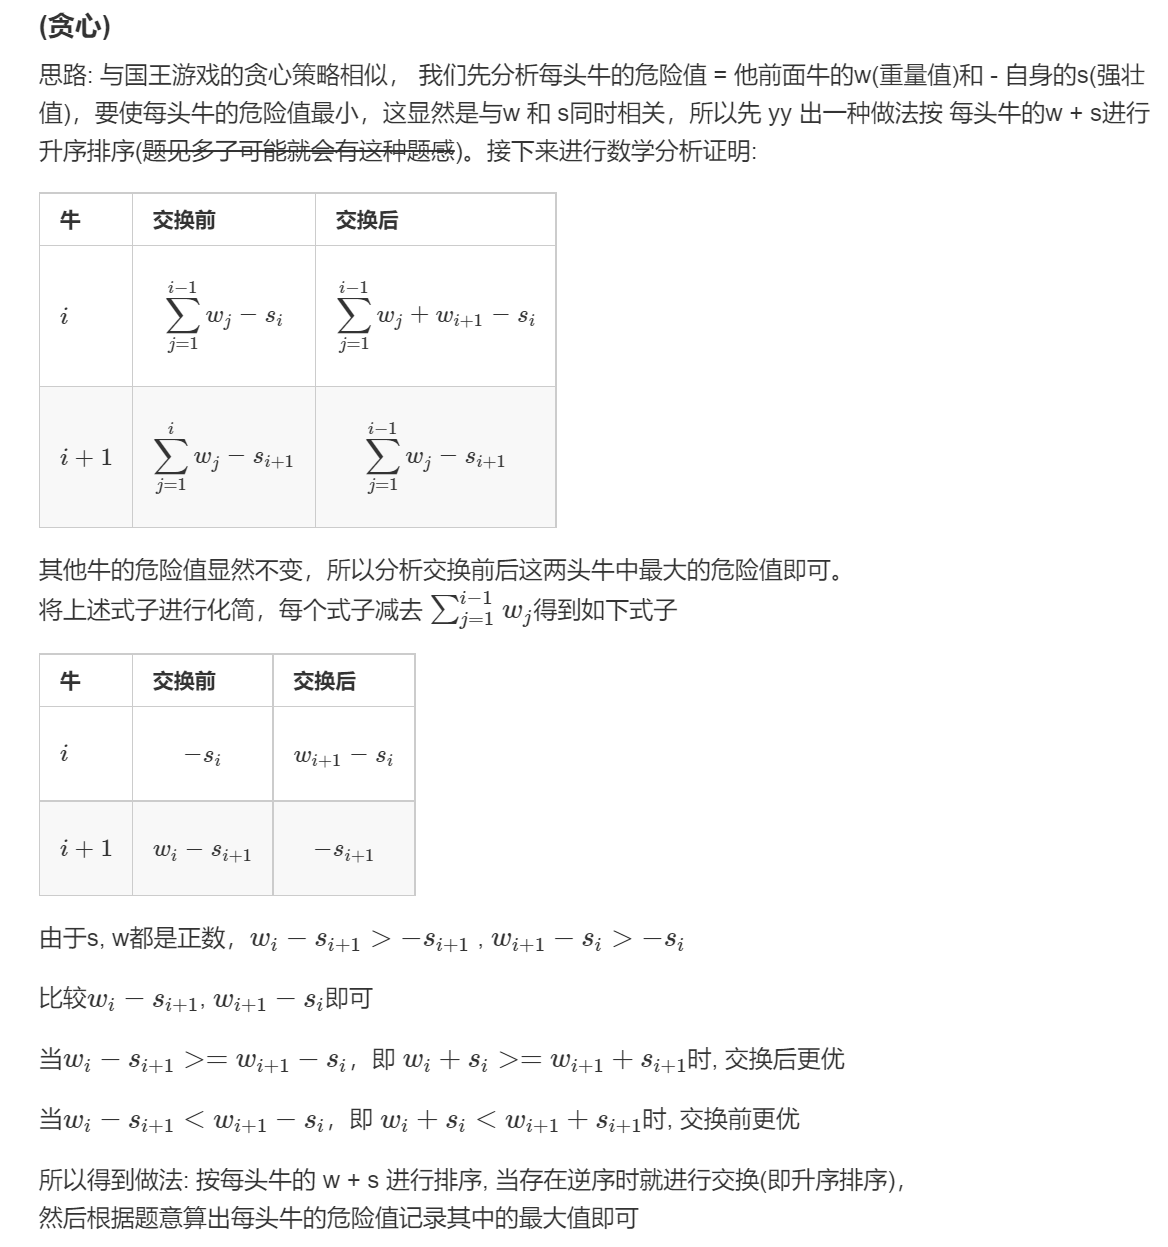 (贪心)
思路: 与国王游戏的贪心策略相似， 我们先分析每头牛的危险值 = 他前面牛的w(重量值)和 - 自身的s(强壮
值)，要使每头牛的危险值最小，这显然是与w 和 s同时相关，所以先 yy 出一种做法按 每头牛的w + s进行
升序排序(题见多了可能就会有这种题感)。接下来进行数学分析证明:
牛 交换前 交换后
i \sum_{j=1}^{i-1} w_j - s_i \sum_{j=1}^{i-1} w_j + w_{i+1} - s_i
i + 1 \sum_{j=1}^{i} w_j - s_{i+1} \sum_{j=1}^{i-1} w_j - s_{i+1}
其他牛的危险值显然不变，所以分析交换前后这两头牛中最大的危险值即可。
将上述式子进行化简，每个式子减去 \sum_{j=1}^{i-1} w_j得到如下式子
牛 交换前 交换后
i -s_i w_{i+1} - s_i
i + 1 w_i - s_{i+1} -s_{i+1}
由于s, w都是正数，w_i - s_{i+1} > -s_{i+1} , w_{i+1} - s_i > -s_i
比较w_i - s_{i+1}, w_{i+1} - s_i即可
当w_i - s_{i+1} >= w_{i+1} - s_i，即 w_i + s_i >= w_{i+1} + s_{i+1}时, 交换后更优
当w_i - s_{i+1} < w_{i+1} - s_i，即 w_i + s_i < w_{i+1} + s_{i+1}时, 交换前更优
所以得到做法: 按每头牛的 w + s 进行排序, 当存在逆序时就进行交换(即升序排序)，
然后根据题意算出每头牛的危险值记录其中的最大值即可